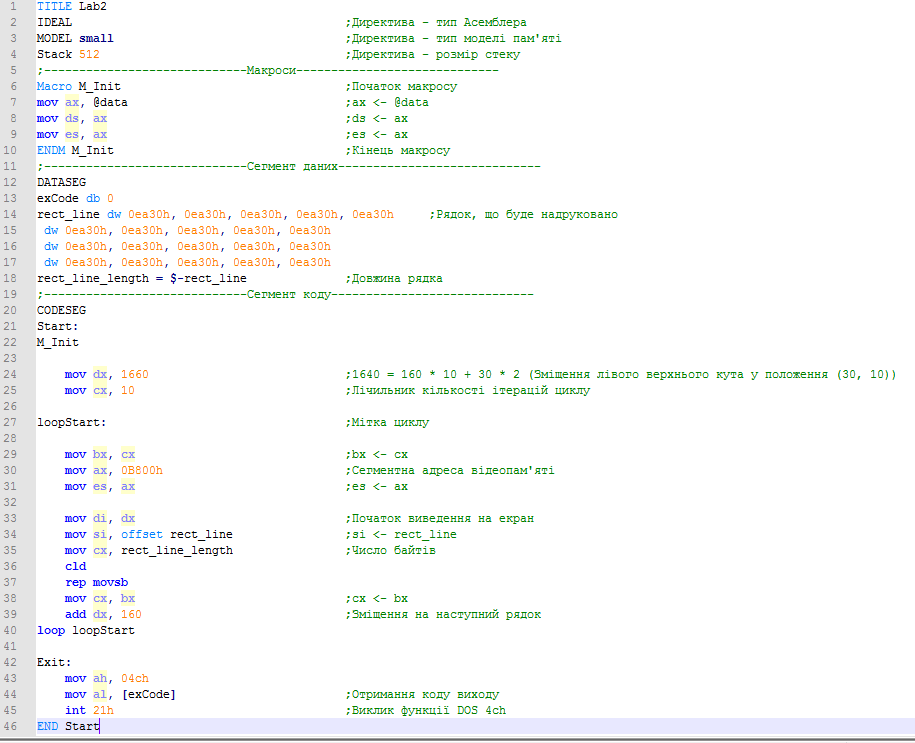 1 TITLE Lab2
2 IDEAL ;Директива - тип Асемблера
3 MODEL small ;Директива - тип моделі пам'яті
4 Stack 512 ;Директива - розмір стеку
5 ;-----------------------------Макроси-----------------------------
6 Macro M_Init ;Початок макросу
7 mov ax, @data ;ax <- @data
8 mov ds, ax ;ds <- ax
9 mov es, ax ;es <- ax
10 ENDM M_Init ;Кінець макросу
11 ;-----------------------------Сегмент даних-----------------------------
12 DATASEG
13 exCode db 0
14 rect_line dw 0ea30h, 0ea30h, 0ea30h, 0ea30h, 0ea30h ;Рядок, що буде надруковано
15 dw 0ea30h, 0ea30h, 0ea30h, 0ea30h, 0ea30h
16 dw 0ea30h, 0ea30h, 0ea30h, 0ea30h, 0ea30h
17 dw 0ea30h, 0ea30h, 0ea30h, 0ea30h, 0ea30h
18 rect_line_length = $-rect_line ;Довжина рядка
19 ;-----------------------------Сегмент коду-----------------------------
20 CODESEG
21 Start:
22 M_Init
23
24 mov dx, 1660 ;1640 = 160 * 10 + 30 * 2 (Зміщення лівого верхнього кута у положення (30, 10))
25 mov cx, 10 ;Лічильник кількості ітерацій циклу
26
27 loopStart: ;Мітка циклу
28
29 mov bx, cx ;bx <- cx
30 mov ax, 0B800h ;Сегментна адреса відеопам'яті
31 mov es, ax ;es <- ax
32
33 mov di, dx ;Початок виведення на екран
34 mov si, offset rect_line ;si <- rect_line
35 mov cx, rect_line_length ;Число байтів
36 cld
37 rep movsb
38 mov cx, bx ;cx <- bx
39 add dx, 160 ;Зміщення на наступний рядок
40 loop loopStart
41
42 Exit:
43 mov ah, 04ch
44 mov al, [exCode] ;Отримання коду виходу
45 int 21h ;Виклик функції DOS 4ch
46 END Start